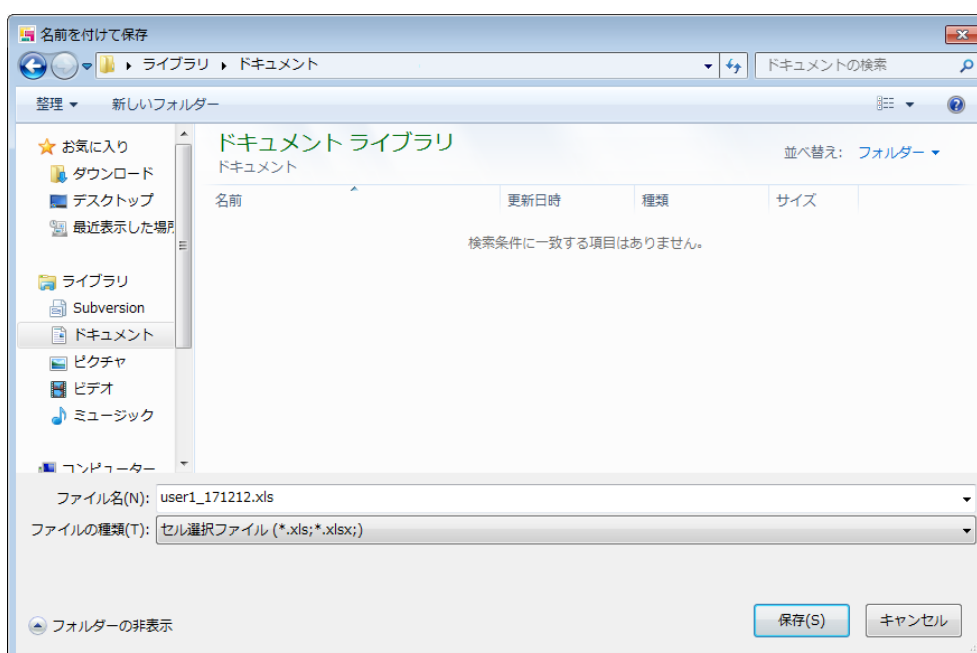 名前を付けて保存
ライブラリ ドキュメント
ドキュメントの検索
整理 新しいフォルダー
お気に入り
ダウンロード
デスクトップ
最近表示した場所
ライブラリ
Subversion
ドキュメント
ピクチャ
ビデオ
ミュージック
コンピューター
ドキュメント ライブラリ
ドキュメント
並べ替え: フォルダー
名前 更新日時 種類 サイズ
検索条件に一致する項目はありません。
ファイル名(N): user1_171212.xls
ファイルの種類(T): セル選択ファイル (*.xls;*.xlsx;)
フォルダーの非表示
保存(S) キャンセル